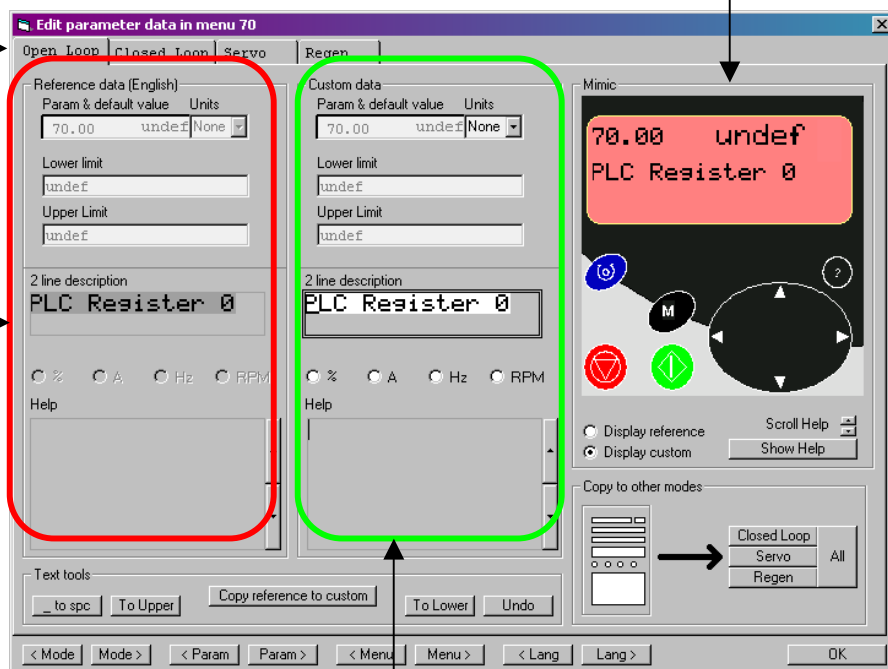 Edit parameter data in menu 70
Open Loop Closed Loop Servo Regen
Reference data (English)
Param & default value Units
70.00 undef None
Lower limit
undef
Upper Limit
undef
2 line description
PLC Register 0
% A Hz RPM
Help
Custom data
Param & default value Units
70.00 undef None
Lower limit
undef
Upper Limit
undef
2 line description
PLC Register 0
% A Hz RPM
Help
Mimic
70.00 undef
PLC Register 0
?
M
Display reference
Display custom
Scroll Help
Show Help
Copy to other modes
Closed Loop
Servo
Regen
All
Text tools
_ to spc To Upper Copy reference to custom To Lower Undo
< Mode Mode > < Param Param > < Menu Menu > < Lang Lang > OK